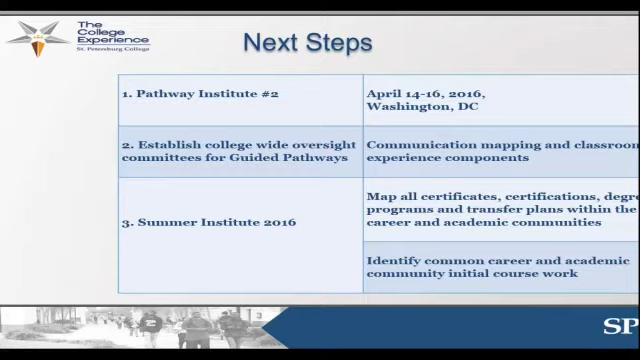 The
College
Experience
St. Petersburg College
Next Steps
1. Pathway Institute #2
April 14-16, 2016,
Washington, DC
2. Establish college wide oversight
committees for Guided Pathways
Communication mapping and classroom
experience components
3. Summer Institute 2016
Map all certificates, certifications, degre
programs and transfer plans within the
career and academic communities
Identify common career and academic
community initial course work
SP